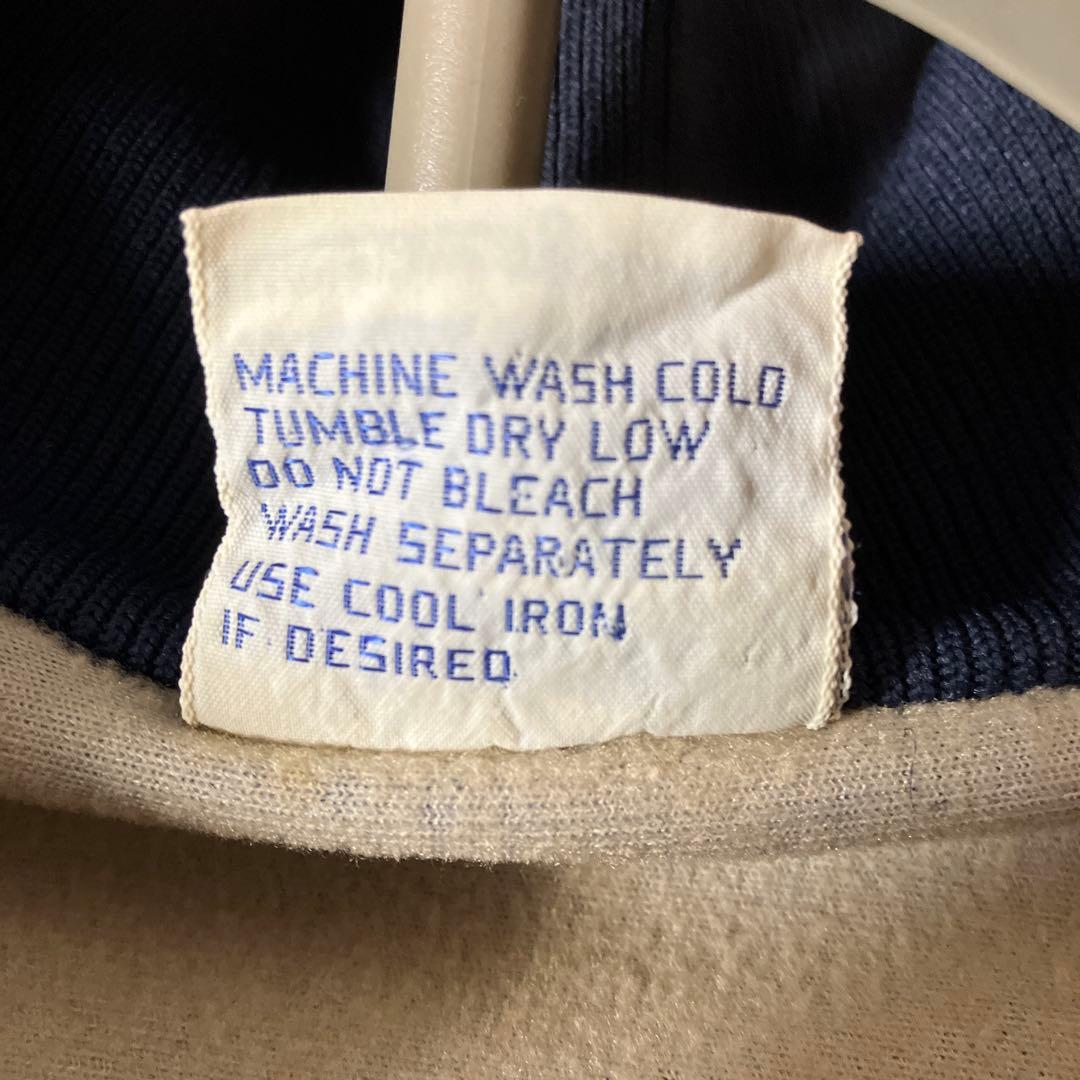 MACHINE WASH COLD
TUMBLE DRY LOW
DO NOT BLEACH
WASH SEPARATELY
USE COOL IRON
IF DESIRED